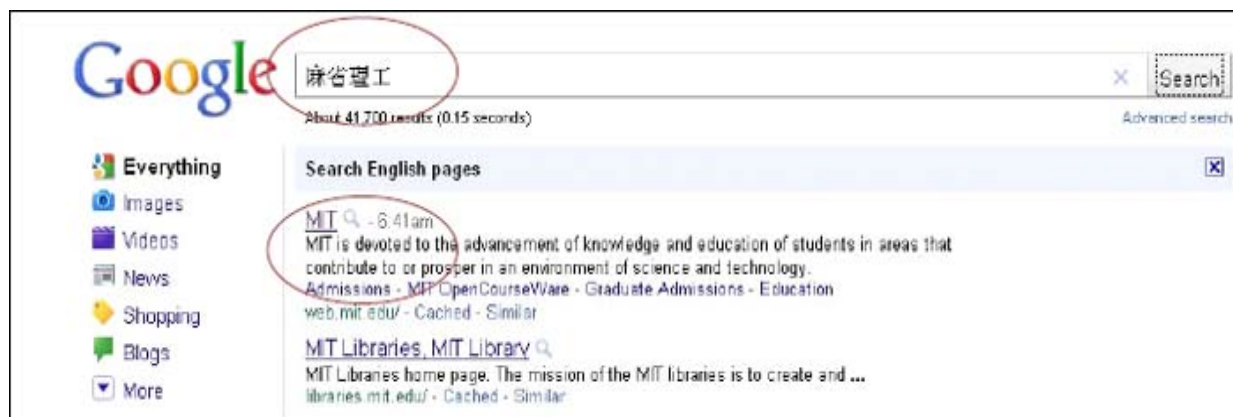 Google
麻省理工
Search
About 41,700 results (0.15 seconds)
Advanced search
Everything
Images
Videos
News
Shopping
Blogs
More
Search English pages
MIT - 6:41am
MIT is devoted to the advancement of knowledge and education of students in areas that
contribute to or prosper in an environment of science and technology.
Admissions - MIT OpenCourseWare - Graduate Admissions - Education
web.mit.edu/ - Cached - Similar
MIT Libraries, MIT Library
MIT Libraries home page. The mission of the MIT libraries is to create and ...
libraries.mit.edu/ - Cached - Similar